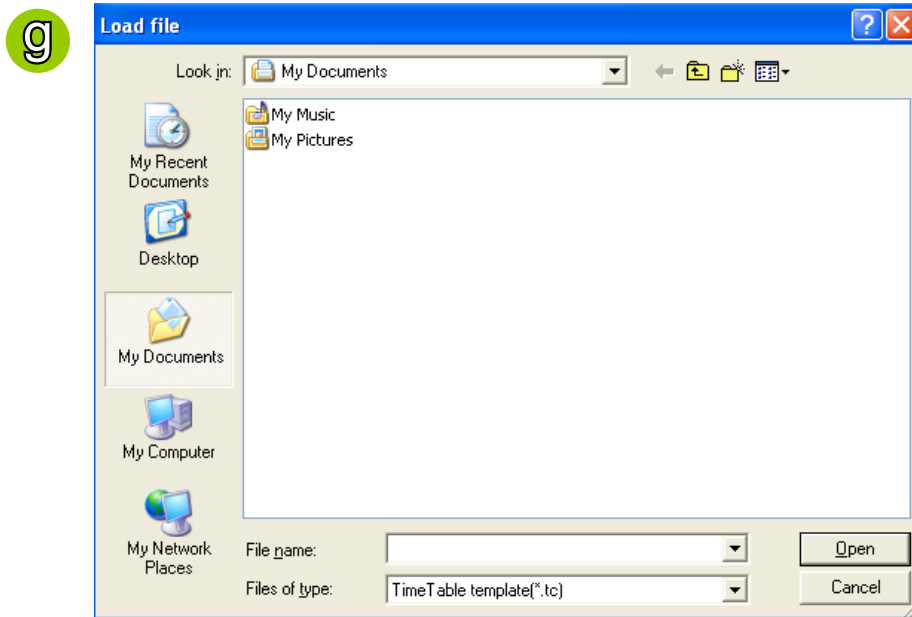 g
Load file
Look in:
My Documents
My Music
My Pictures
My Recent
Documents
Desktop
My Documents
My Computer
My Network
Places
File name:
Open
Files of type:
TimeTable template(*.tc)
Cancel